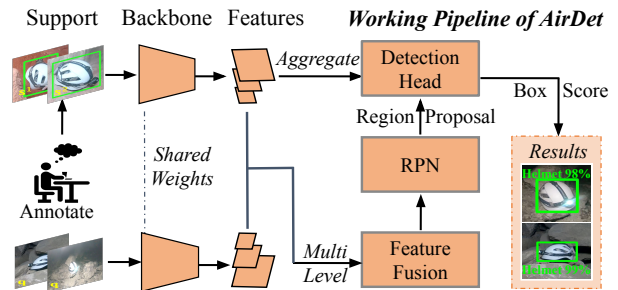 Support
Backbone
Features
Working Pipeline of AirDet
Aggregate
Detection
Head
Box
Score
Region
Proposal
Shared
Weights
RPN
Results
Helmet 98%
Annotate
Multi
Level
Feature
Fusion
Helmet 99%
s
s
q
q